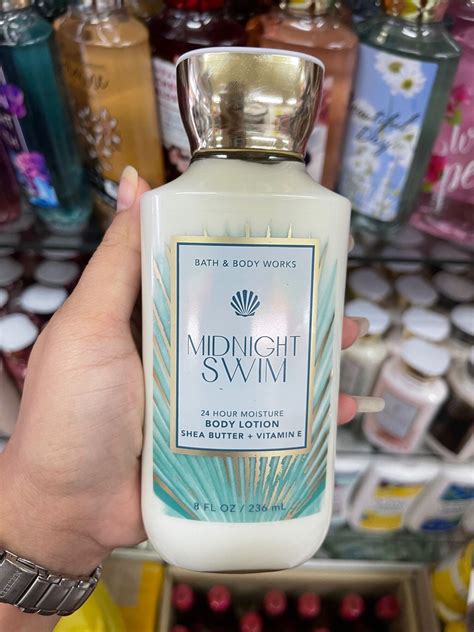 BATH & BODY WORKS
MIDNIGHT
SWIM
24 HOUR MOISTURE
BODY LOTION
SHEA BUTTER + VITAMIN E
8 FL OZ / 236 mL